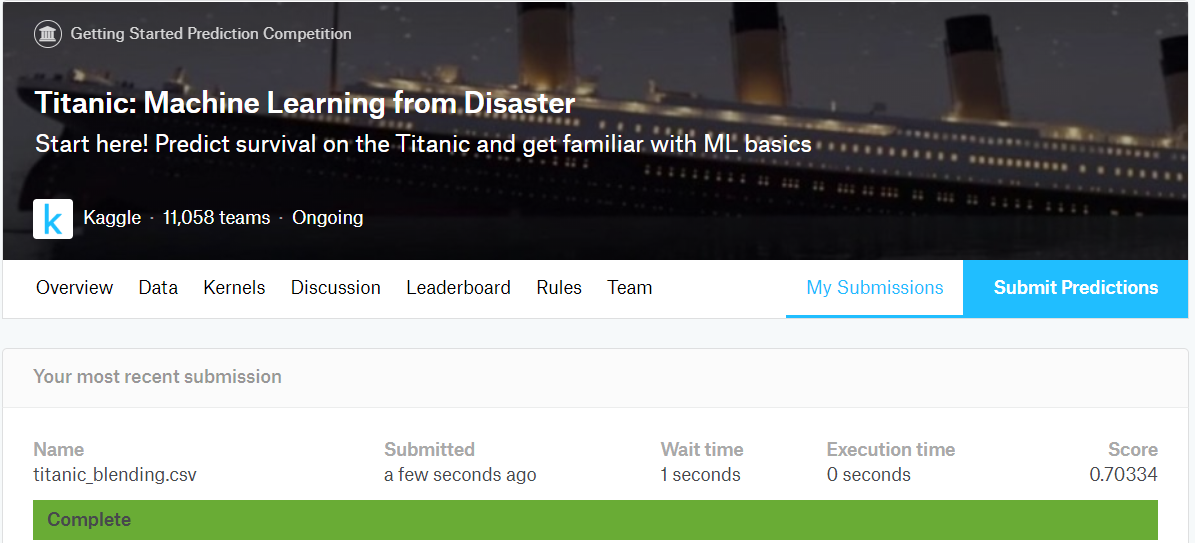 Getting Started Prediction Competition
Titanic: Machine Learning from Disaster
Start here! Predict survival on the Titanic and get familiar with ML basics
k Kaggle · 11,058 teams · Ongoing
Overview Data Kernels Discussion Leaderboard Rules Team My Submissions Submit Predictions
Your most recent submission
Name Submitted Wait time Execution time Score
titanic_blending.csv a few seconds ago 1 seconds 0 seconds 0.70334
Complete